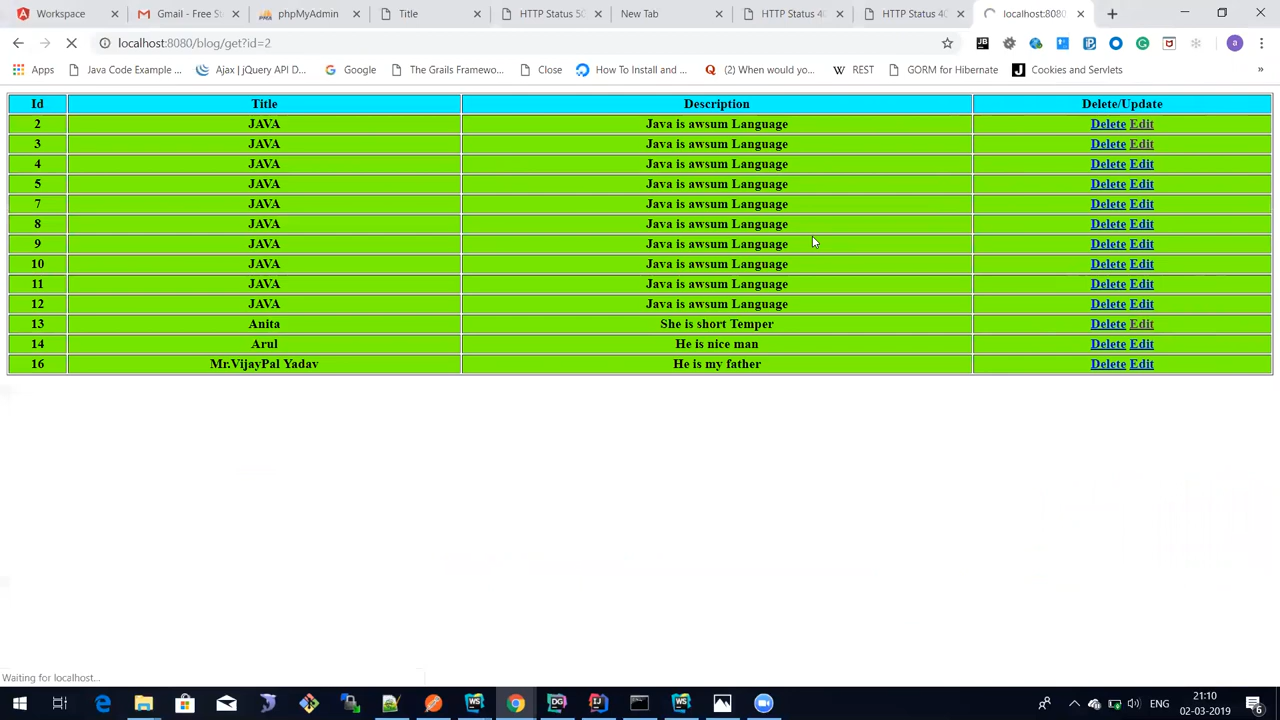 Workspace
Gmail - Free S
phpMyAdmin
Title
HTTP Status 50
New Tab
HTTP Status 40
HTTP Status 40
localhost:8080
localhost:8080/blog/get?id=2
Apps
Java Code Example ...
Ajax | jQuery API D...
Google
The Grails Framewo...
Close
How To Install and ...
(2) When would yo...
REST
GORM for Hibernate
Cookies and Servlets
Id Title Description Delete/Update
2 JAVA Java is awsum Language Delete Edit
3 JAVA Java is awsum Language Delete Edit
4 JAVA Java is awsum Language Delete Edit
5 JAVA Java is awsum Language Delete Edit
7 JAVA Java is awsum Language Delete Edit
8 JAVA Java is awsum Language Delete Edit
9 JAVA Java is awsum Language Delete Edit
10 JAVA Java is awsum Language Delete Edit
11 JAVA Java is awsum Language Delete Edit
12 JAVA Java is awsum Language Delete Edit
13 Anita She is short Temper Delete Edit
14 Arul He is nice man Delete Edit
16 Mr.VijayPal Yadav He is my father Delete Edit
Waiting for localhost...
ENG
21:10
02-03-2019
6